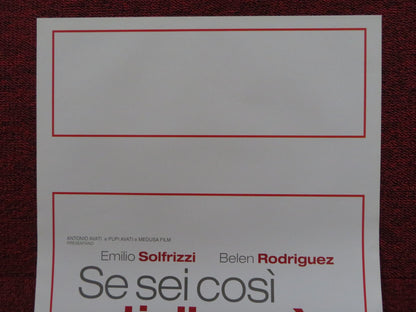 ANTONIO AVATI e PUPI AVATI e MEDUSA FILM
PRESENTANO
Emilio Solfrizzi Belen Rodriguez
Se sei così